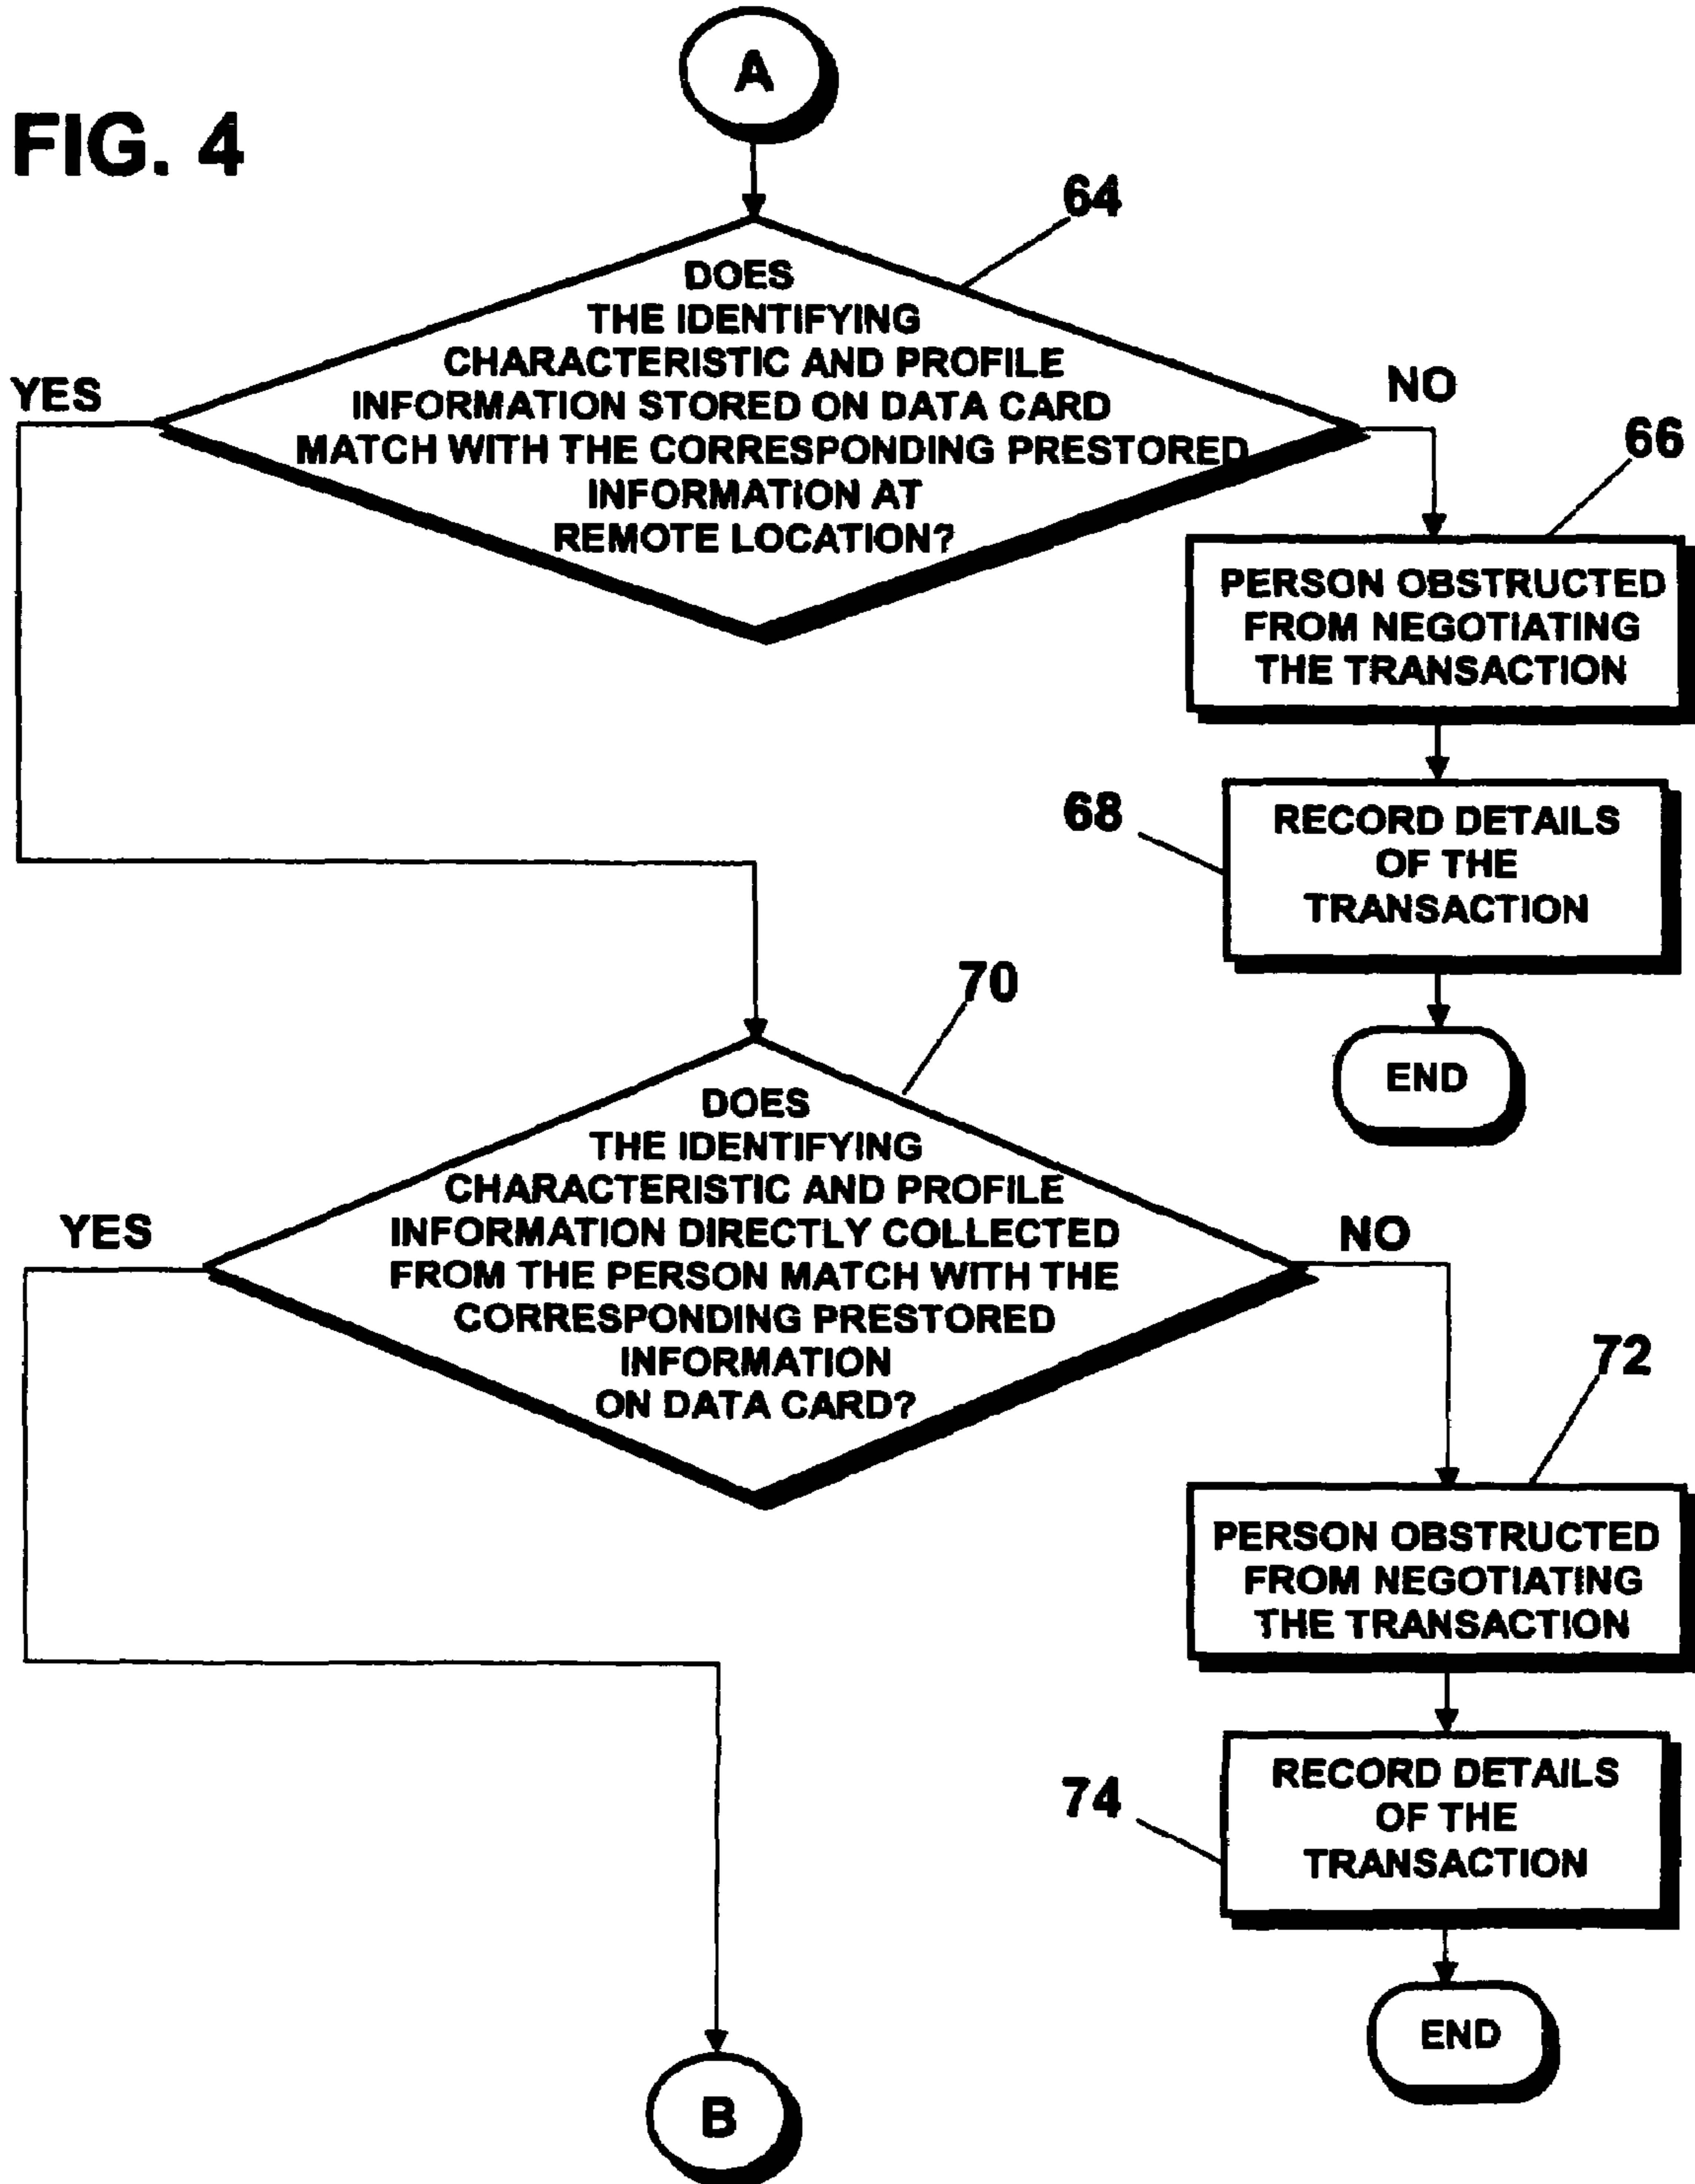 A
FIG. 4
64
DOES
THE IDENTIFYING
CHARACTERISTIC AND PROFILE
INFORMATION STORED ON DATA CARD
MATCH WITH THE CORRESPONDING PRESTORED
INFORMATION AT
REMOTE LOCATION?
YES
NO
66
PERSON OBSTRUCTED
FROM NEGOTIATING
THE TRANSACTION
68
RECORD DETAILS
OF THE
TRANSACTION
END
70
DOES
THE IDENTIFYING
CHARACTERISTIC AND PROFILE
INFORMATION DIRECTLY COLLECTED
FROM THE PERSON MATCH WITH THE
CORRESPONDING PRESTORED
INFORMATION
ON DATA CARD?
YES
NO
72
PERSON OBSTRUCTED
FROM NEGOTIATING
THE TRANSACTION
74
RECORD DETAILS
OF THE
TRANSACTION
END
B